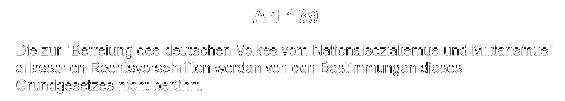 Art 139
Die zur "Befreiung des deutschen Volkes vom Nationalsozialismus und Militarismus"
erlassenen Rechtsvorschriften werden von den Bestimmungen dieses
Grundgesetzes nicht berührt.